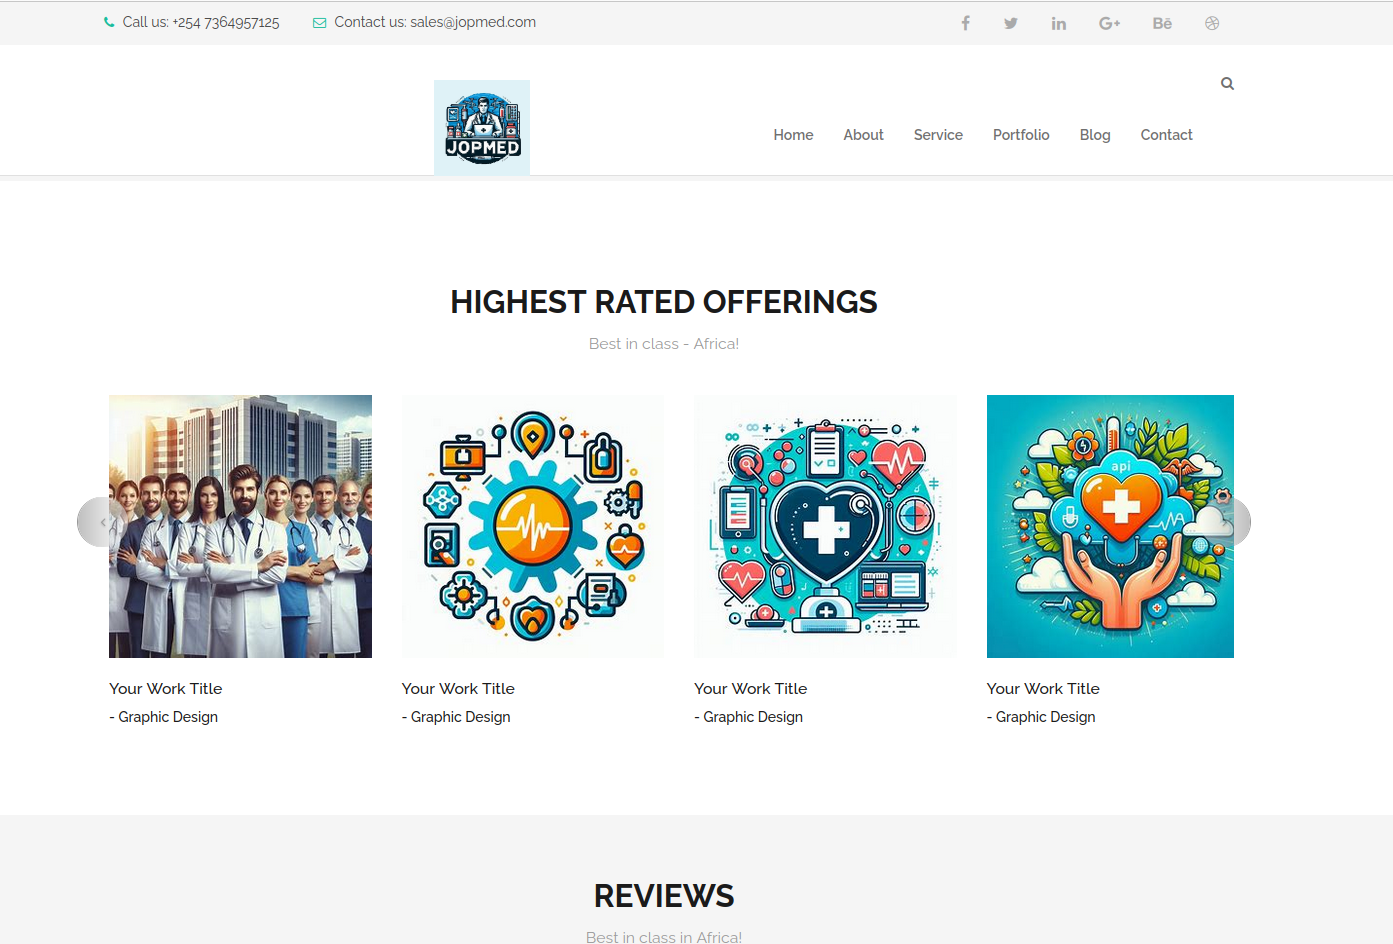 Call us: +254 7364957125 Contact us: sales@jopmed.com
G+ Bē
JOPMED
Home About Service Portfolio Blog Contact
HIGHEST RATED OFFERINGS
Best in class - Africa!
api
Your Work Title Your Work Title Your Work Title Your Work Title
- Graphic Design - Graphic Design - Graphic Design - Graphic Design
REVIEWS
Best in class in Africa!